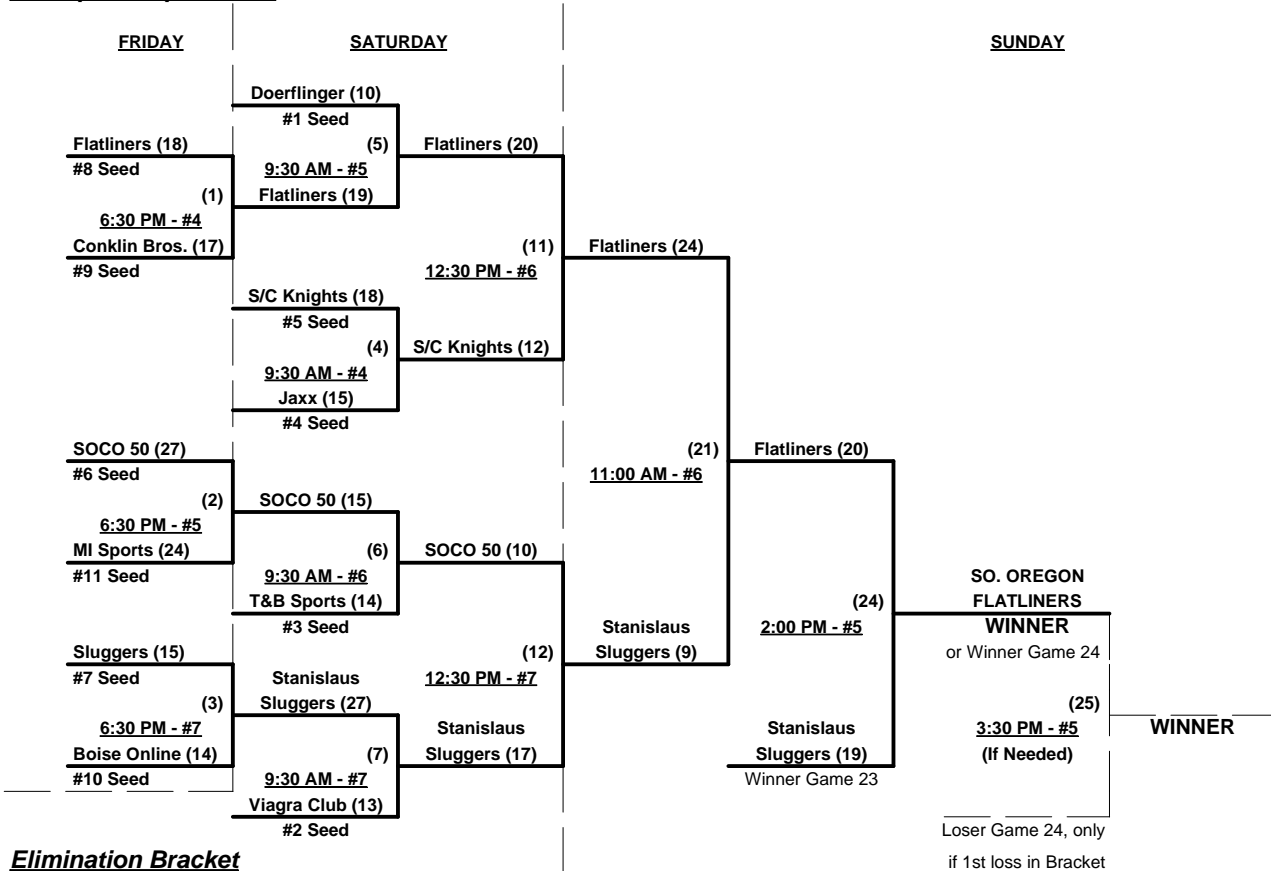 FRIDAY SATURDAY SUNDAY
Doerflinger (10)
#1 Seed
Flatliners (18) (5) Flatliners (20)
#8 Seed 9:30 AM - #5
(1) Flatliners (19)
6:30 PM - #4
Conklin Bros. (17) (11) Flatliners (24)
#9 Seed 12:30 PM - #6
S/C Knights (18)
#5 Seed
(4) S/C Knights (12)
9:30 AM - #4
Jaxx (15)
#4 Seed
SOCO 50 (27) (21) Flatliners (20)
#6 Seed 11:00 AM - #6
(2) SOCO 50 (15)
6:30 PM - #5
MI Sports (24) (6) SOCO 50 (10)
#11 Seed 9:30 AM - #6 SO. OREGON
T&B Sports (14) (24) FLATLINERS
#3 Seed Stanislaus 2:00 PM - #5 WINNER
Sluggers (15) (12) Sluggers (9) or Winner Game 24
#7 Seed Stanislaus 12:30 PM - #7
(3) Sluggers (27) (25)
6:30 PM - #7 Stanislaus Stanislaus 3:30 PM - #5 WINNER
Boise Online (14) (7) Sluggers (17) Sluggers (19) (If Needed)
#10 Seed 9:30 AM - #7 Winner Game 23
Viagra Club (13)
#2 Seed Loser Game 24, only
Elimination Bracket if 1st loss in Bracket